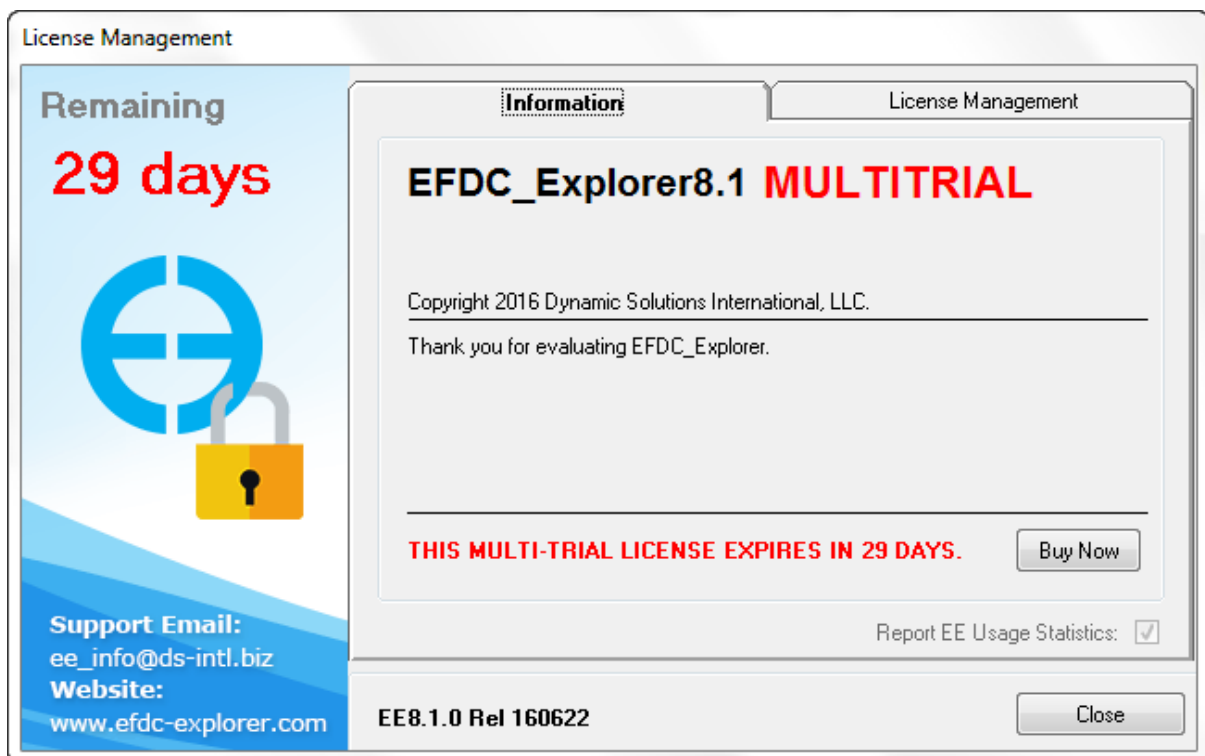 License Management
Remaining
29 days
Information
License Management
EFDC_Explorer8.1 MULTITRIAL
Copyright 2016 Dynamic Solutions International, LLC.
Thank you for evaluating EFDC_Explorer.
THIS MULTI-TRIAL LICENSE EXPIRES IN 29 DAYS.
Buy Now
Report EE Usage Statistics:
Support Email:
ee_info@ds-intl.biz
Website:
www.efdc-explorer.com
EE8.1.0 Rel 160622
Close